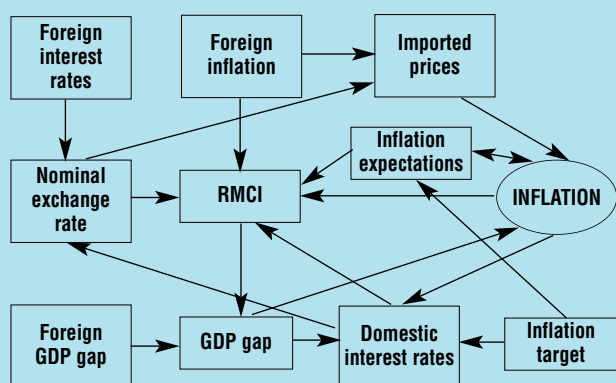 Foreign
interest
rates
Foreign
inflation
Imported
prices
Nominal
exchange
rate
RMCI
Inflation
expectations
INFLATION
Foreign
GDP gap
GDP gap
Domestic
interest rates
Inflation
target